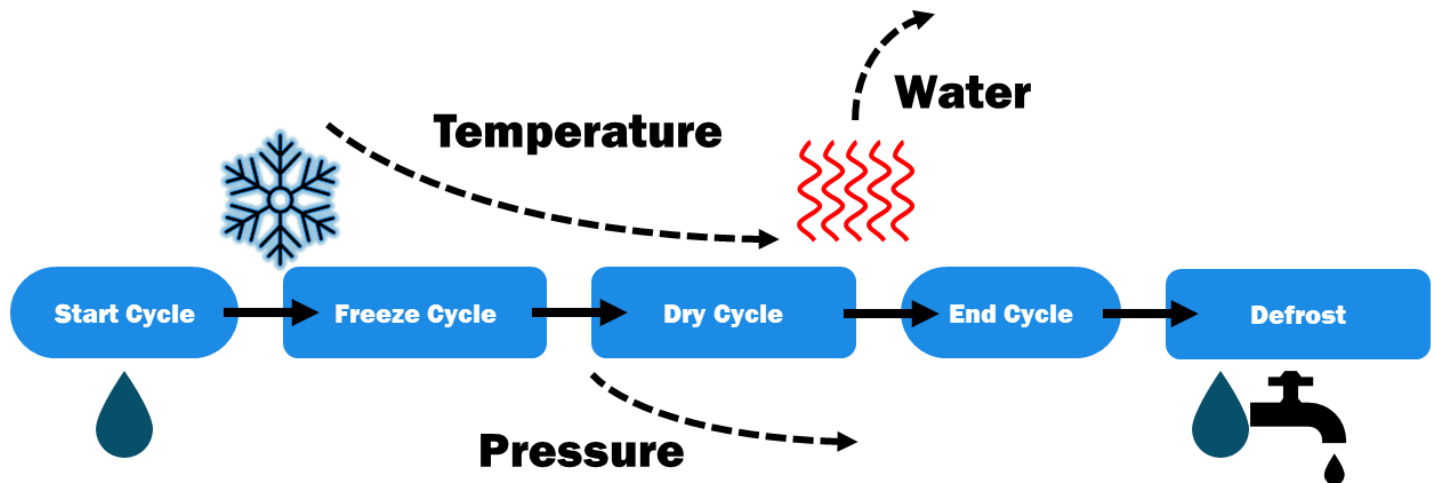 Water
Temperature
Start Cycle
Freeze Cycle
Dry Cycle
End Cycle
Defrost
Pressure